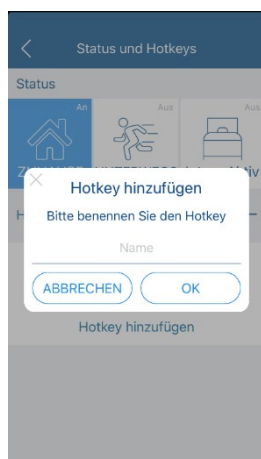 Status und Hotkeys
Status
An
Aus
Aus
Hotkey hinzufügen
Bitte benennen Sie den Hotkey
Name
ABBRECHEN
OK
Hotkey hinzufügen